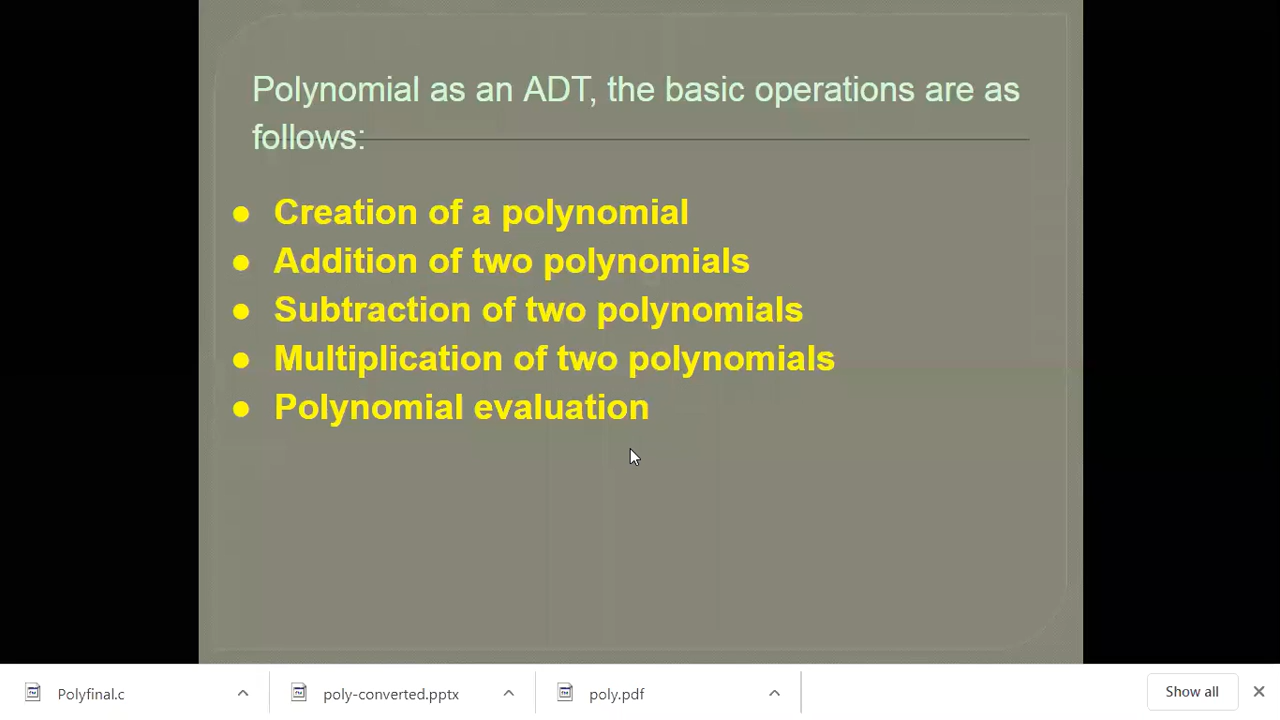 Polynomial as an ADT, the basic operations are as
follows:
● Creation of a polynomial
● Addition of two polynomials
● Subtraction of two polynomials
● Multiplication of two polynomials
● Polynomial evaluation
Polyfinal.c
poly-converted.pptx
poly.pdf
Show all